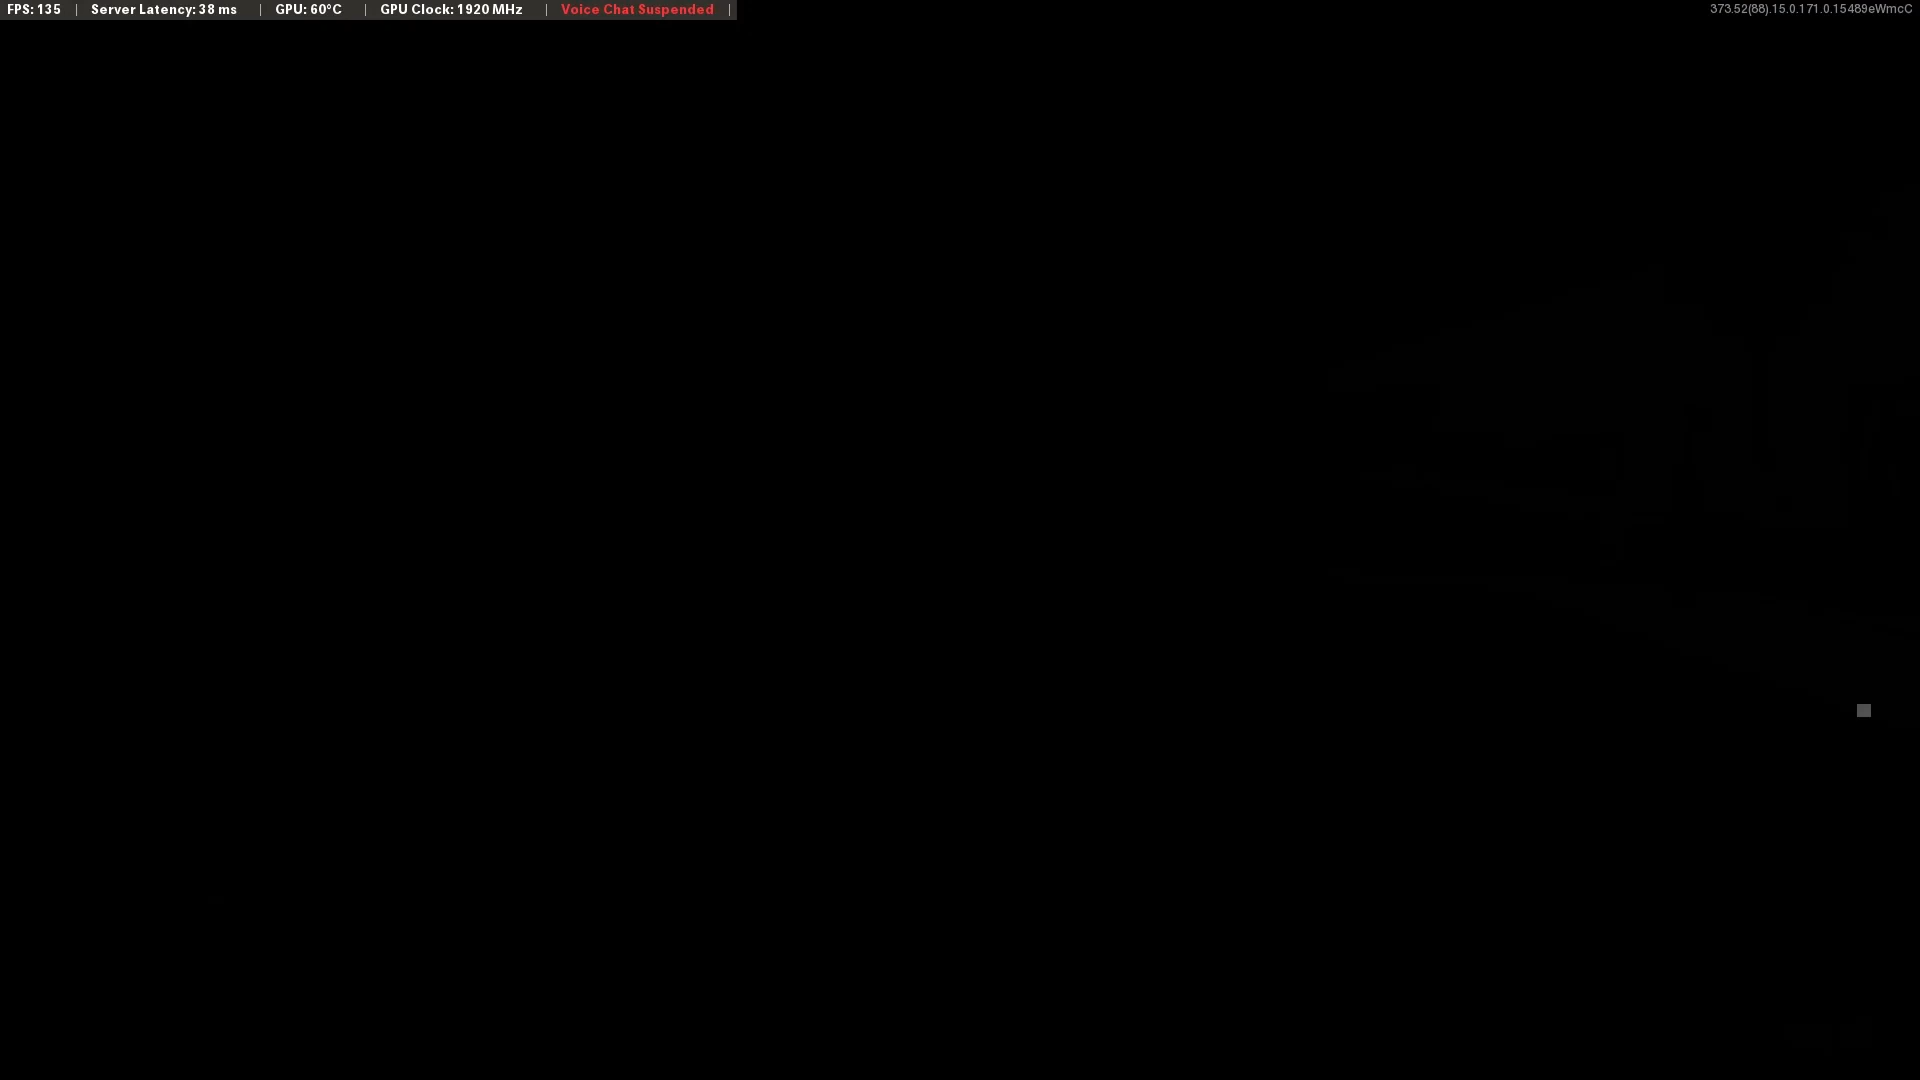 FPS: 135 | Server Latency: 38 ms | GPU: 60°C | GPU Clock: 1920 MHz | Voice Chat Suspended |
373.52(88).15.0.171.0.15489eWmcC